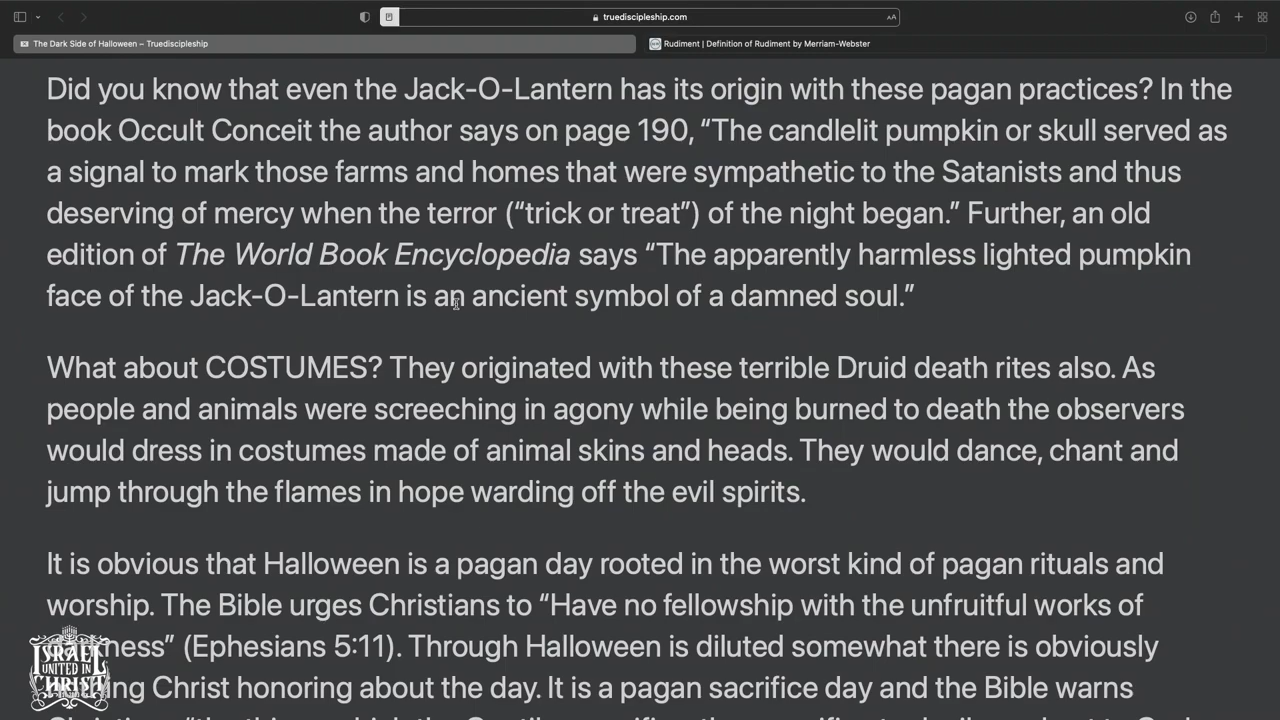 truediscipleship.com
AA
The Dark Side of Halloween – Truediscipleship
Rudiment | Definition of Rudiment by Merriam-Webster
Did you know that even the Jack-O-Lantern has its origin with these pagan practices? In the
book Occult Conceit the author says on page 190, “The candlelit pumpkin or skull served as
a signal to mark those farms and homes that were sympathetic to the Satanists and thus
deserving of mercy when the terror (“trick or treat”) of the night began.” Further, an old
edition of The World Book Encyclopedia says “The apparently harmless lighted pumpkin
face of the Jack-O-Lantern is an ancient symbol of a damned soul.”
What about COSTUMES? They originated with these terrible Druid death rites also. As
people and animals were screeching in agony while being burned to death the observers
would dress in costumes made of animal skins and heads. They would dance, chant and
jump through the flames in hope warding off the evil spirits.
It is obvious that Halloween is a pagan day rooted in the worst kind of pagan rituals and
worship. The Bible urges Christians to “Have no fellowship with the unfruitful works of
ness” (Ephesians 5:11). Through Halloween is diluted somewhat there is obviously
ing Christ honoring about the day. It is a pagan sacrifice day and the Bible warns
ISRAEL
UNITED IN
CHRIST